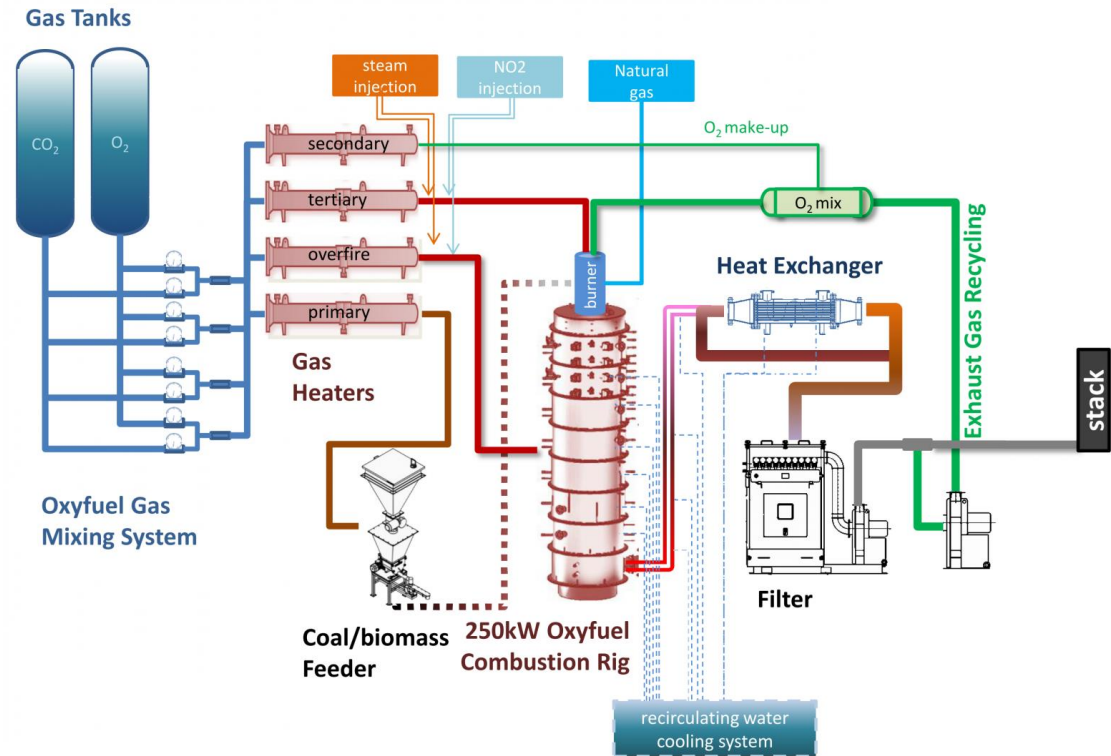 Gas Tanks
CO₂
O₂
steam
injection
NO2
injection
Natural
gas
secondary
tertiary
overfire
primary
Gas
Heaters
O₂ make-up
O₂ mix
burner
Heat Exchanger
Exhaust Gas Recycling
stack
Oxyfuel Gas
Mixing System
Coal/biomass
Feeder
250kW Oxyfuel
Combustion Rig
Filter
recirculating water
cooling system